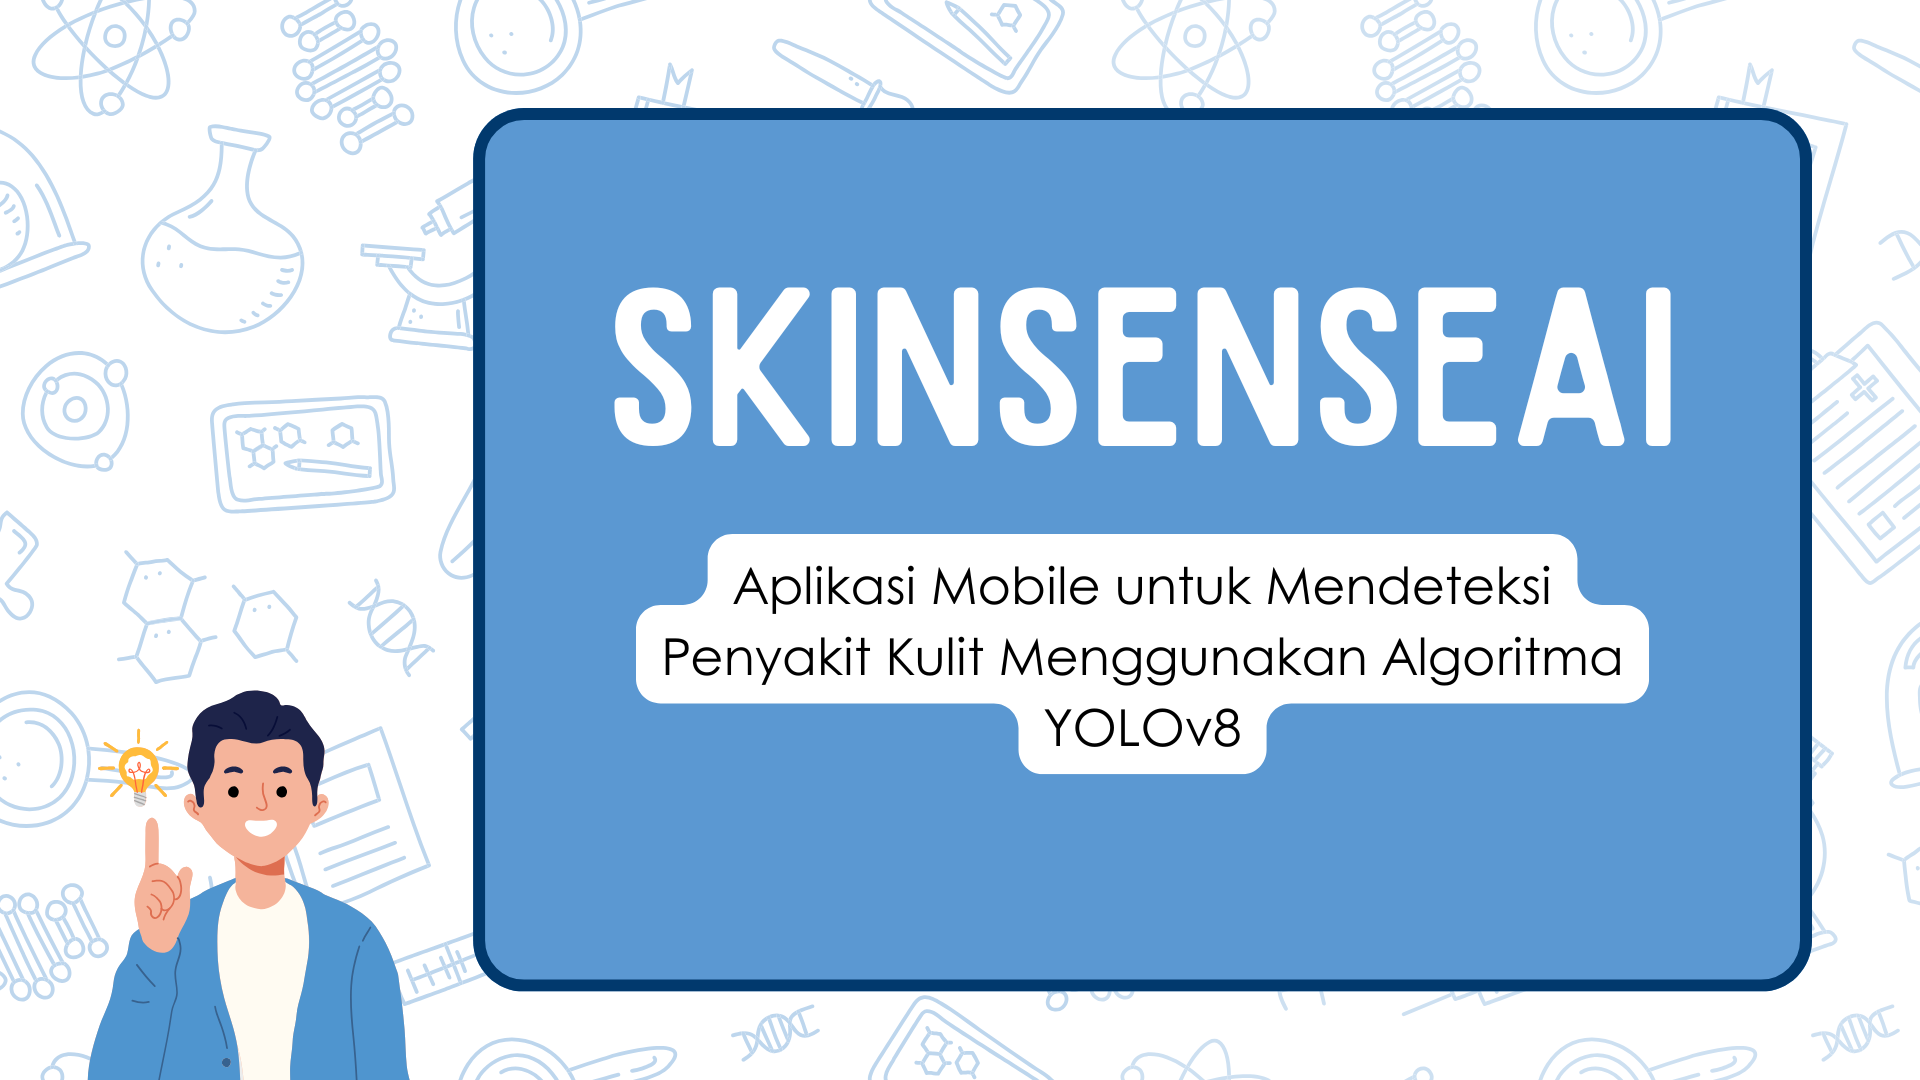 SKINSENSEAI
Aplikasi Mobile untuk Mendeteksi
Penyakit Kulit Menggunakan Algoritma
YOLOv8